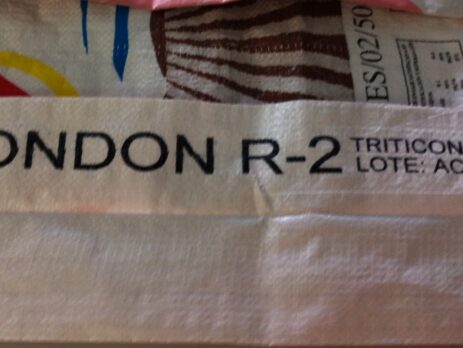 ES/02/50
ONDON R-2
TRITICON
LOTE: AC